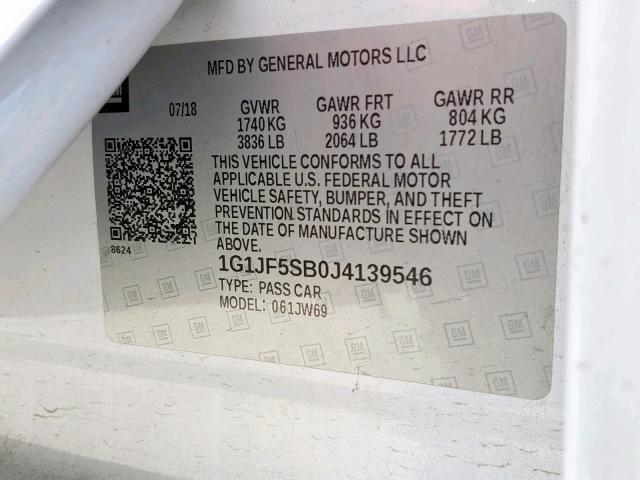 MFD BY GENERAL MOTORS LLC
07/18 GVWR GAWR FRT GAWR RR
1740 KG 936 KG 804 KG
3836 LB 2064 LB 1772 LB
THIS VEHICLE CONFORMS TO ALL
APPLICABLE U.S. FEDERAL MOTOR
VEHICLE SAFETY, BUMPER, AND THEFT
PREVENTION STANDARDS IN EFFECT ON
THE DATE OF MANUFACTURE SHOWN
ABOVE.
8624
1G1JF5SB0J4139546
TYPE: PASS CAR
MODEL: 061JW69
GM